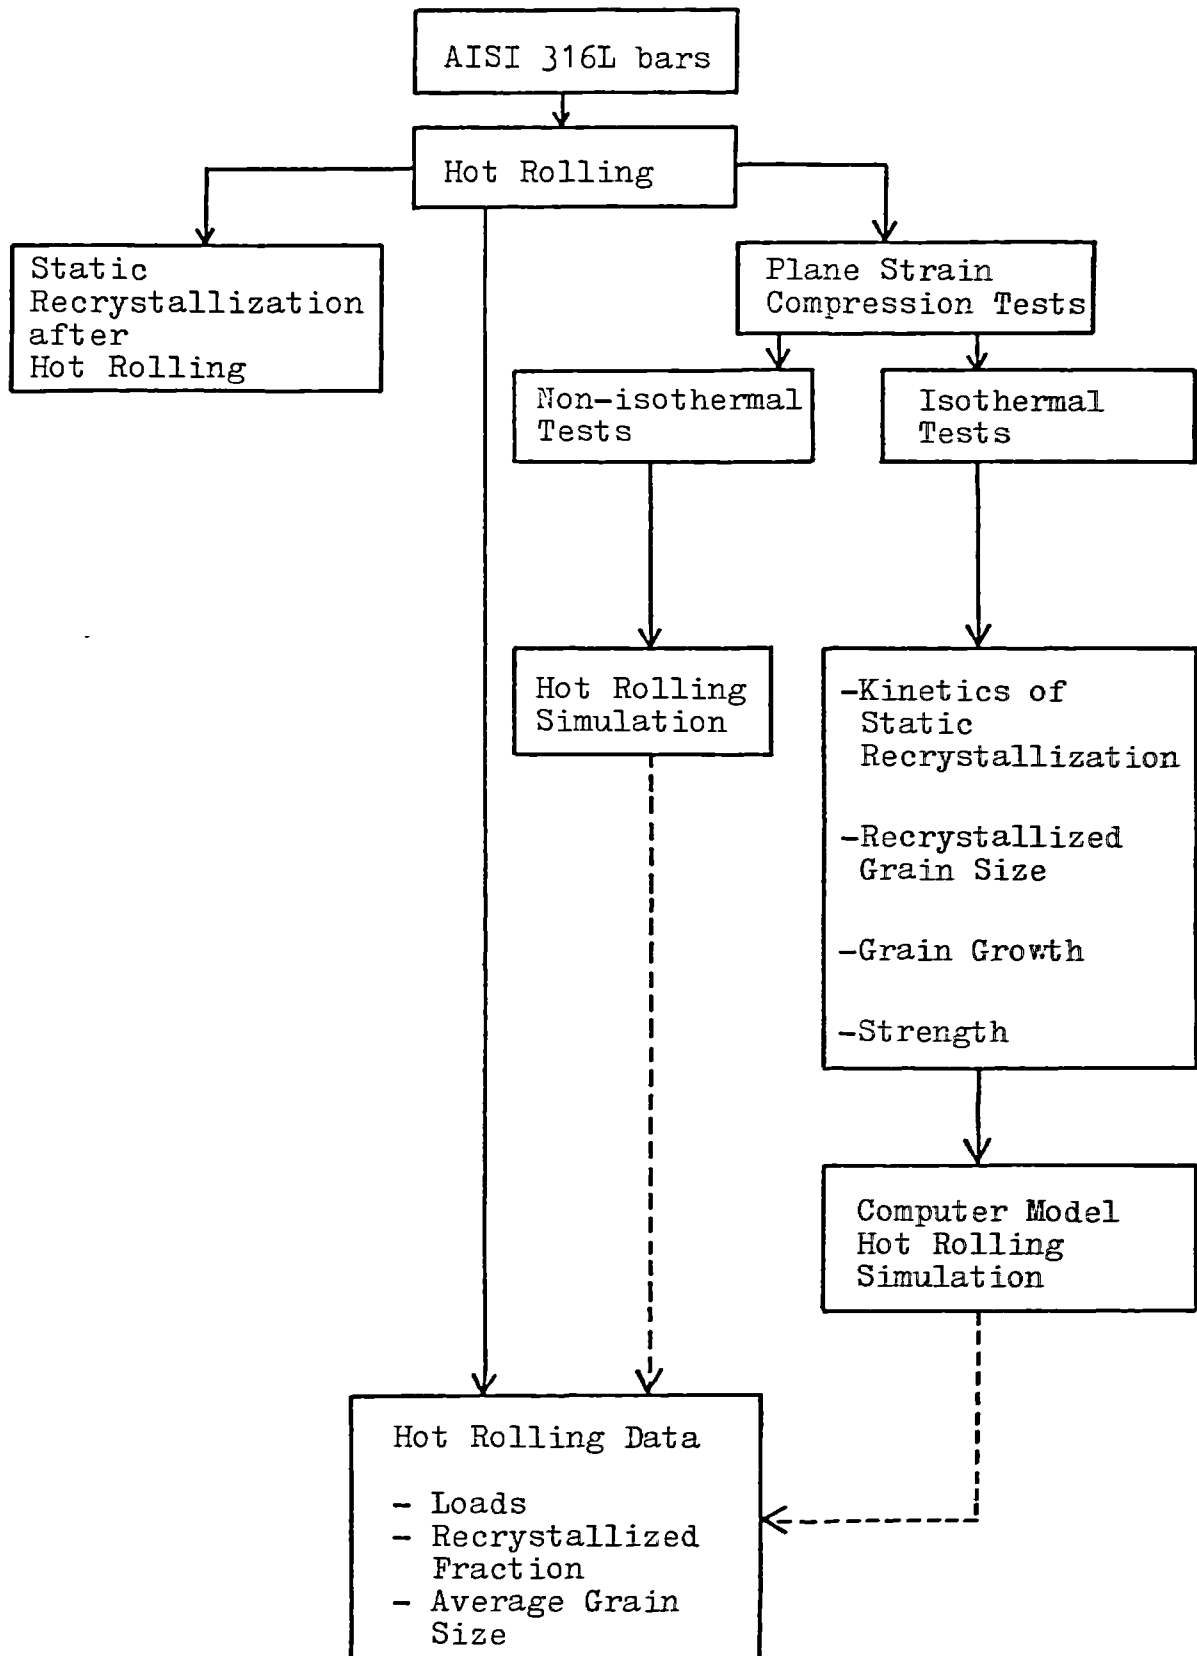 AISI 316L bars
Hot Rolling
Static
Recrystallization
after
Hot Rolling
Plane Strain
Compression Tests
Non-isothermal
Tests
Isothermal
Tests
Hot Rolling
Simulation
-Kinetics of
Static
Recrystallization
-Recrystallized
Grain Size
-Grain Growth
-Strength
Computer Model
Hot Rolling
Simulation
Hot Rolling Data
- Loads
- Recrystallized
Fraction
- Average Grain
Size